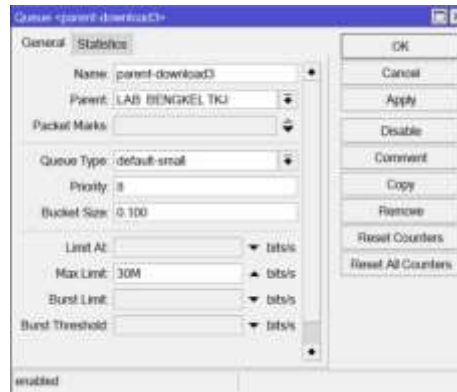 Queue <parent-download3>
General Statistics
OK
Name: parent-download3
Cancel
Parent: LAB BENGKEL TKJ
Apply
Packet Marks:
Disable
Queue Type: default-small
Comment
Priority: 8
Copy
Bucket Size: 0.100
Remove
Reset Counters
Limit At: bits/s
Reset All Counters
Max Limit: 30M bits/s
Burst Limit: bits/s
Burst Threshold: bits/s
enabled